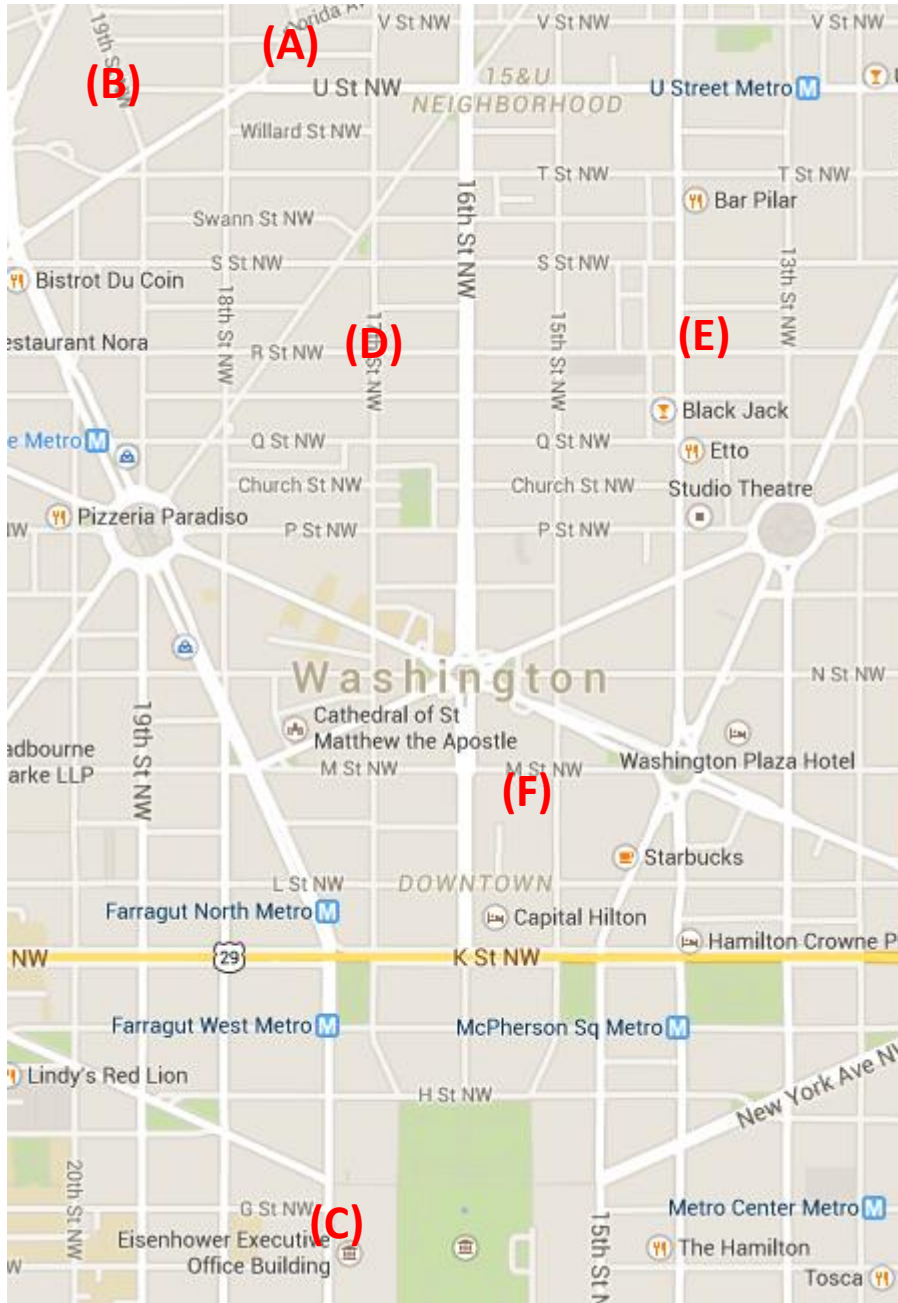 orida A
V St NW
V St NW
V St NW
(A)
19th St NW
(B)
U St NW
15&U
NEIGHBORHOOD
U Street Metro M
U
Willard St NW
T St NW
T St NW
16th St NW
Bar Pilar
Swann St NW
S St NW
S St NW
13th St NW
Bistrot Du Coin
18th St NW
17th St NW
15th St NW
estaurant Nora
R St NW
(D)
(E)
Black Jack
e Metro M
Q St NW
Q St NW
Etto
Church St NW
Church St NW
Studio Theatre
Pizzeria Paradiso
IW
P St NW
P St NW
Washington
N St NW
19th St NW
Cathedral of St
Matthew the Apostle
adbourne
arke LLP
M St NW
M St NW
Washington Plaza Hotel
(F)
Starbucks
L St NW
DOWNTOWN
Farragut North Metro M
Capital Hilton
Hamilton Crowne P
NW
29
K St NW
Farragut West Metro M
McPherson Sq Metro M
Lindy's Red Lion
H St NW
New York Ave NW
20th St NW
G St NW
(C)
Metro Center Metro M
15th St N
Eisenhower Executive
Office Building
The Hamilton
W
Tosca